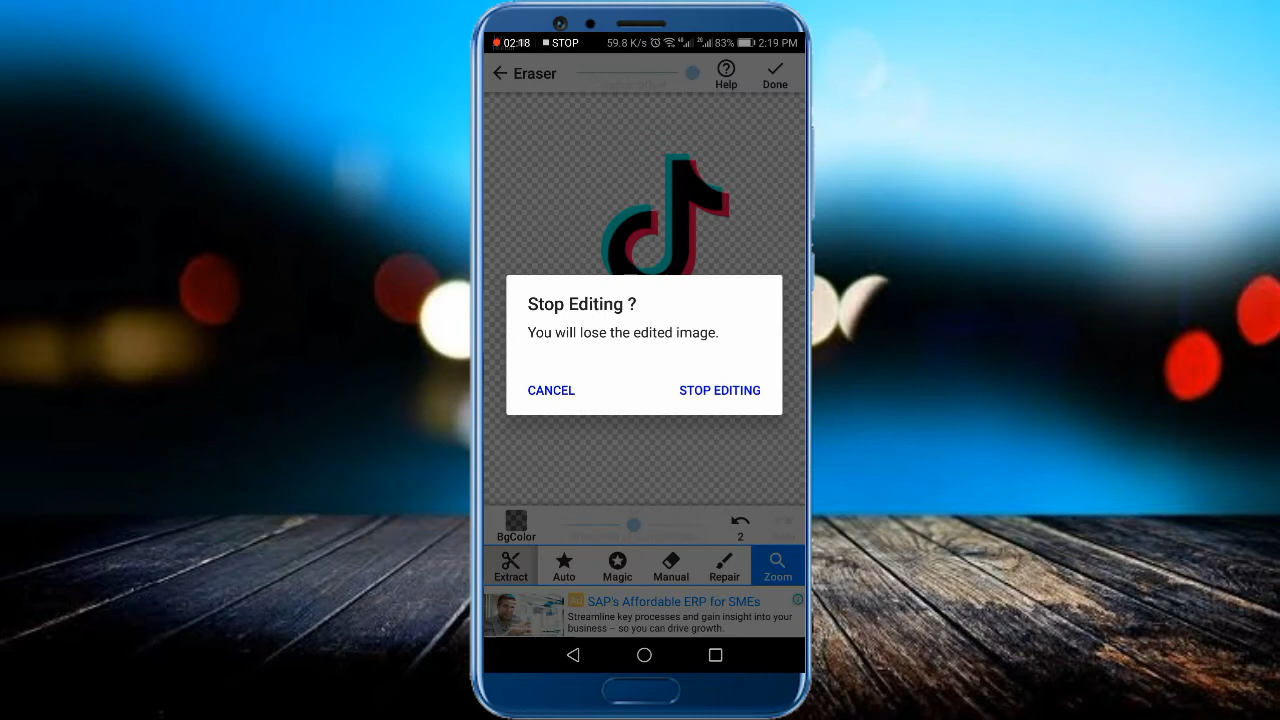 02:18 STOP 59.8 K/s 83% 2:19 PM
Eraser
Help
Done
Stop Editing ?
You will lose the edited image.
CANCEL
STOP EDITING
BgColor
2
Extract
Auto
Magic
Manual
Repair
Zoom
Ad SAP's Affordable ERP for SMEs
Streamline key processes and gain insight into your
business – so you can drive growth.